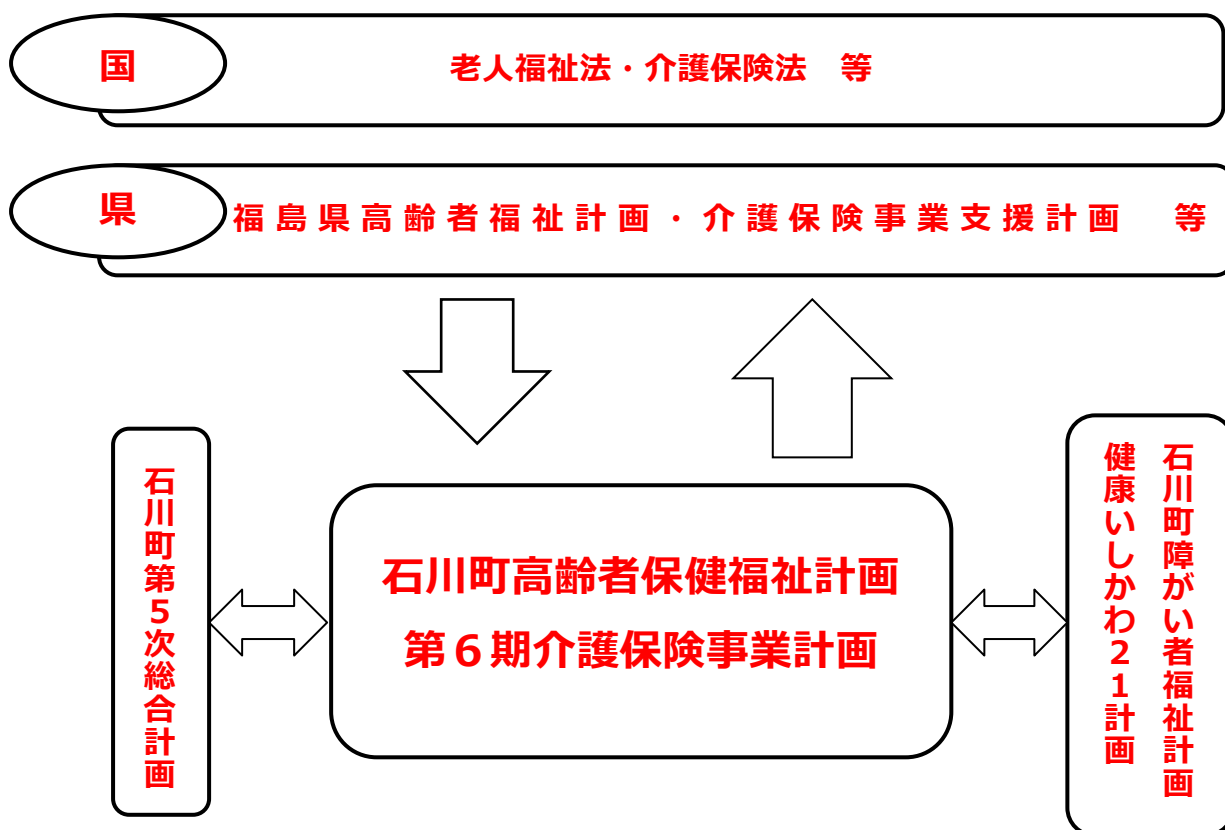 国
老人福祉法・介護保険法　等
県
福島県高齢者福祉計画・介護保険事業支援計画　等
石川町第５次総合計画
石川町高齢者保健福祉計画
第６期介護保険事業計画
石川町障がい者福祉計画
健康いしかわ２１計画